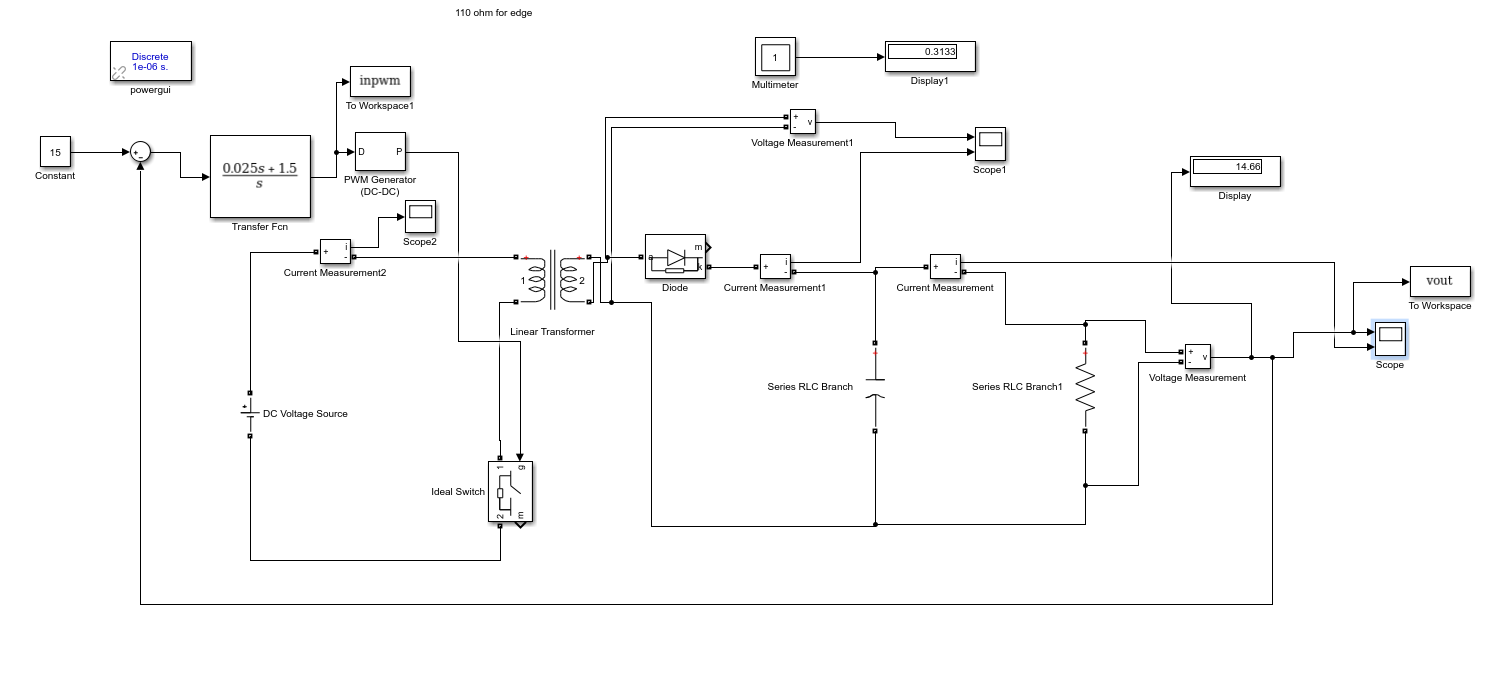 110 ohm for edge
Discrete
1e-06 s.
powergui
inpwm
To Workspace1
1
Multimeter
0.3133
Display1
15
Constant
+
-
0.025s + 1.5
s
Transfer Fcn
D P
PWM Generator
(DC-DC)
+
-
v
Voltage Measurement1
Scope1
14.66
Display
Scope2
+
i
-
Current Measurement2
+
1
+
2
Linear Transformer
a
m
k
Diode
+
i
-
Current Measurement1
+
i
-
Current Measurement
vout
To Workspace
Scope
+
DC Voltage Source
+
Series RLC Branch
+
Series RLC Branch1
+
-
v
Voltage Measurement
Ideal Switch
1
g
2
m